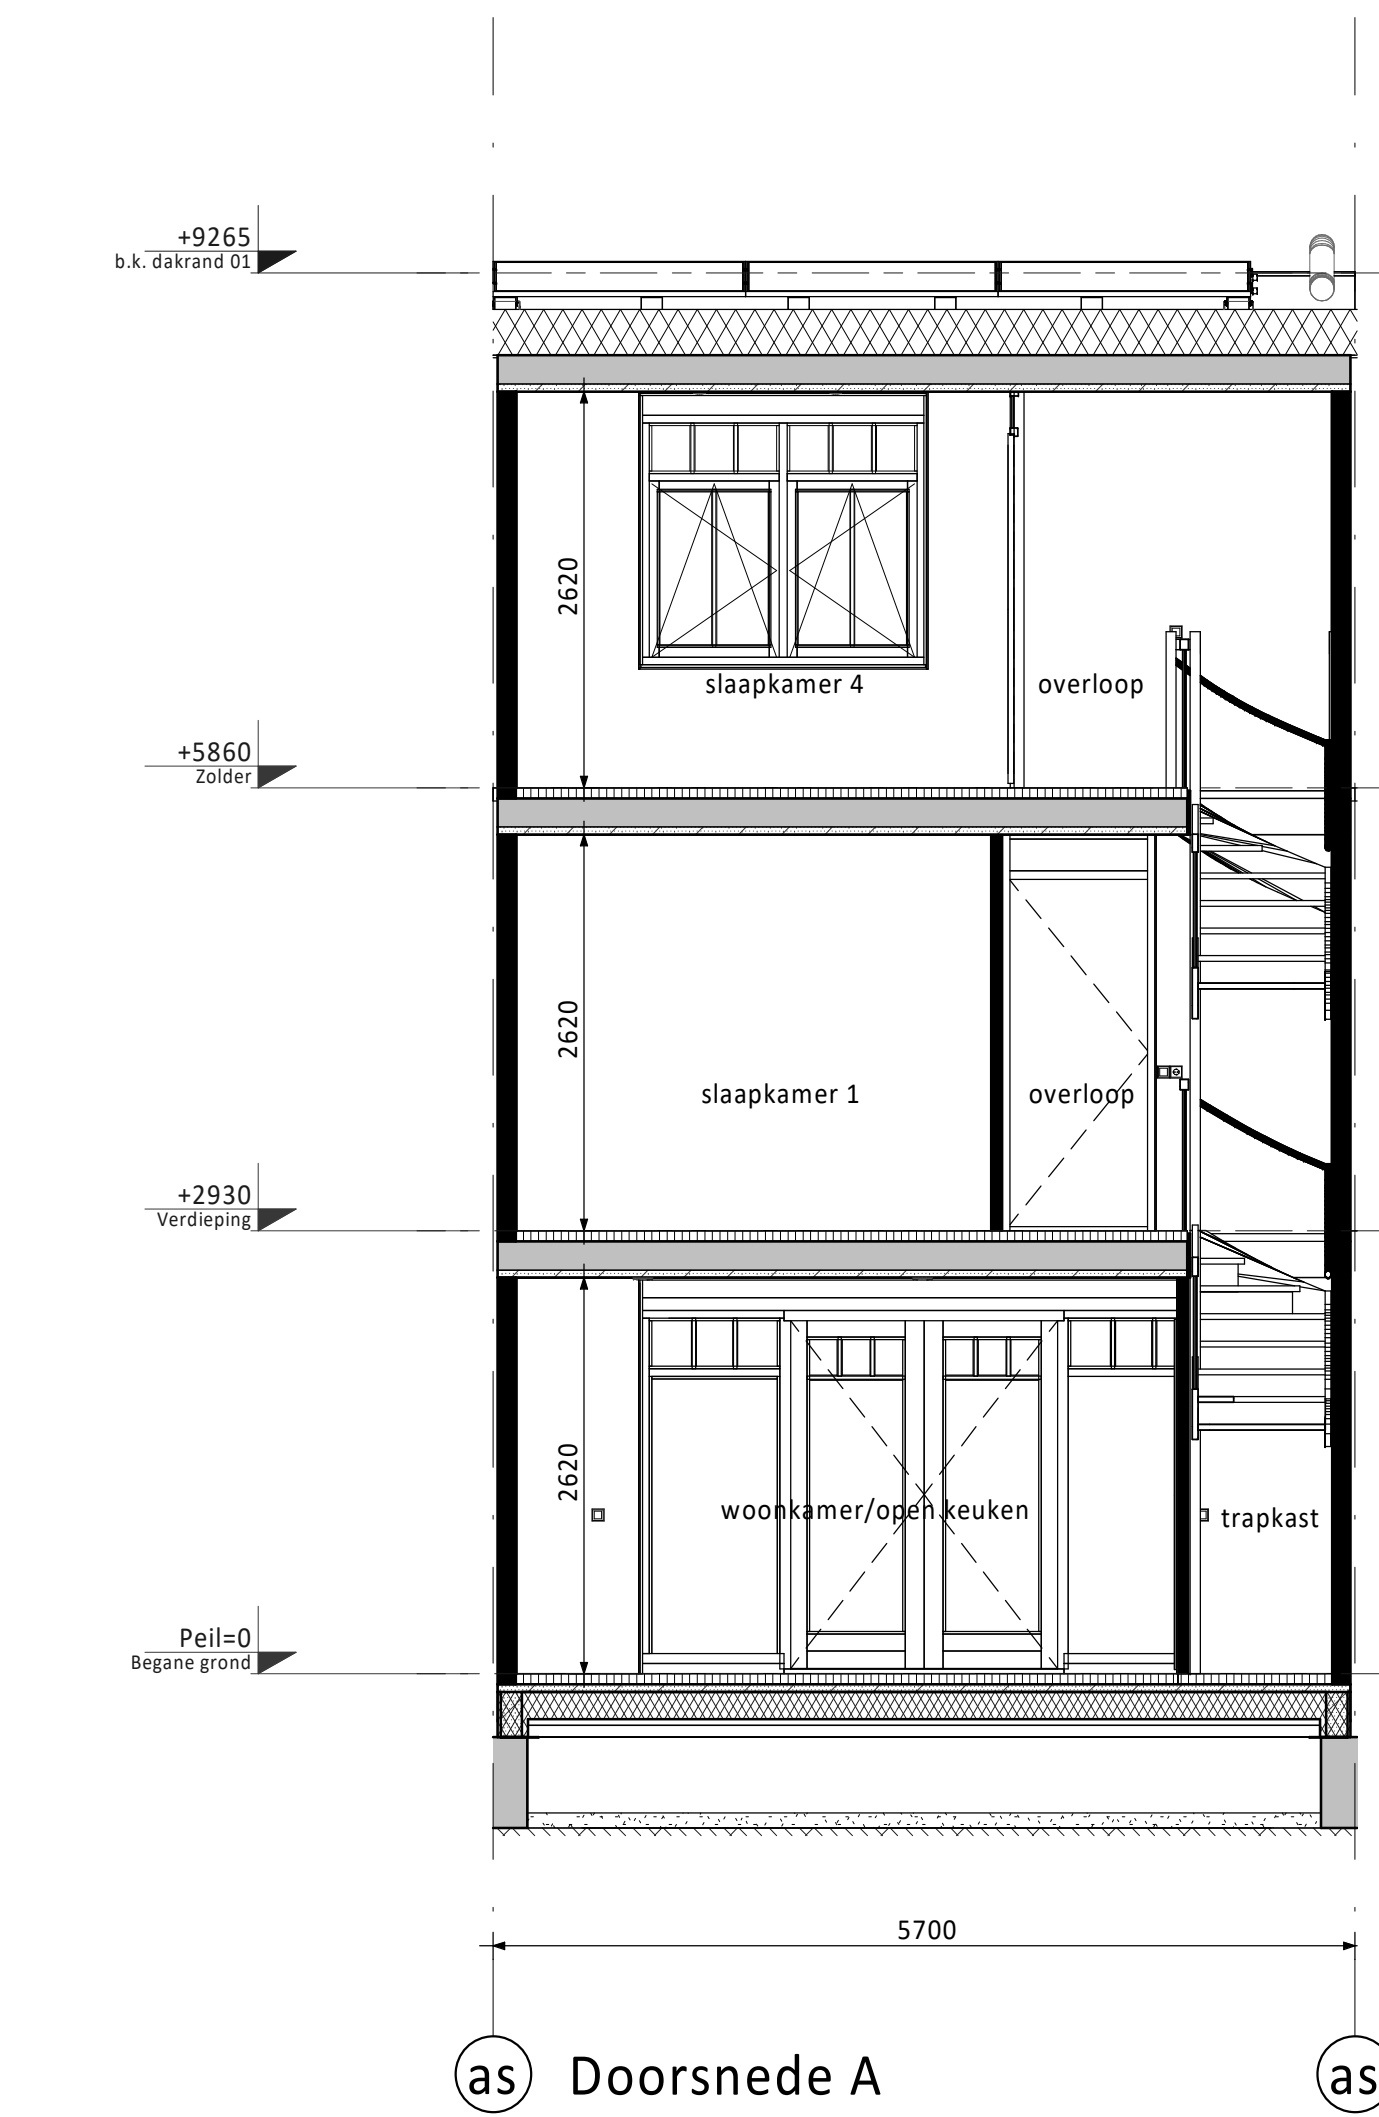 +9265
b.k. dakrand 01
2620
slaapkamer 4
overloop
+5860
Zolder
2620
slaapkamer 1
overloop
+2930
Verdieping
2620
woonkamer/open keuken
trapkast
Peil=0
Begane grond
5700
as
Doorsnede A
as